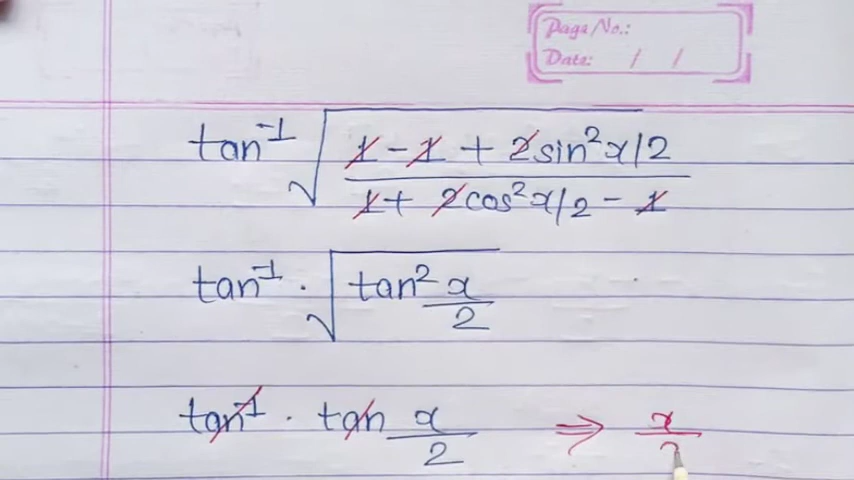 Page No.:
Date: / /
tan⁻¹ √ 1 - 1 + 2sin²x/2
1 + 2cos²x/2 - 1
tan⁻¹ · √ tan² x
2
tan⁻¹ · tan x ⇒ x
2